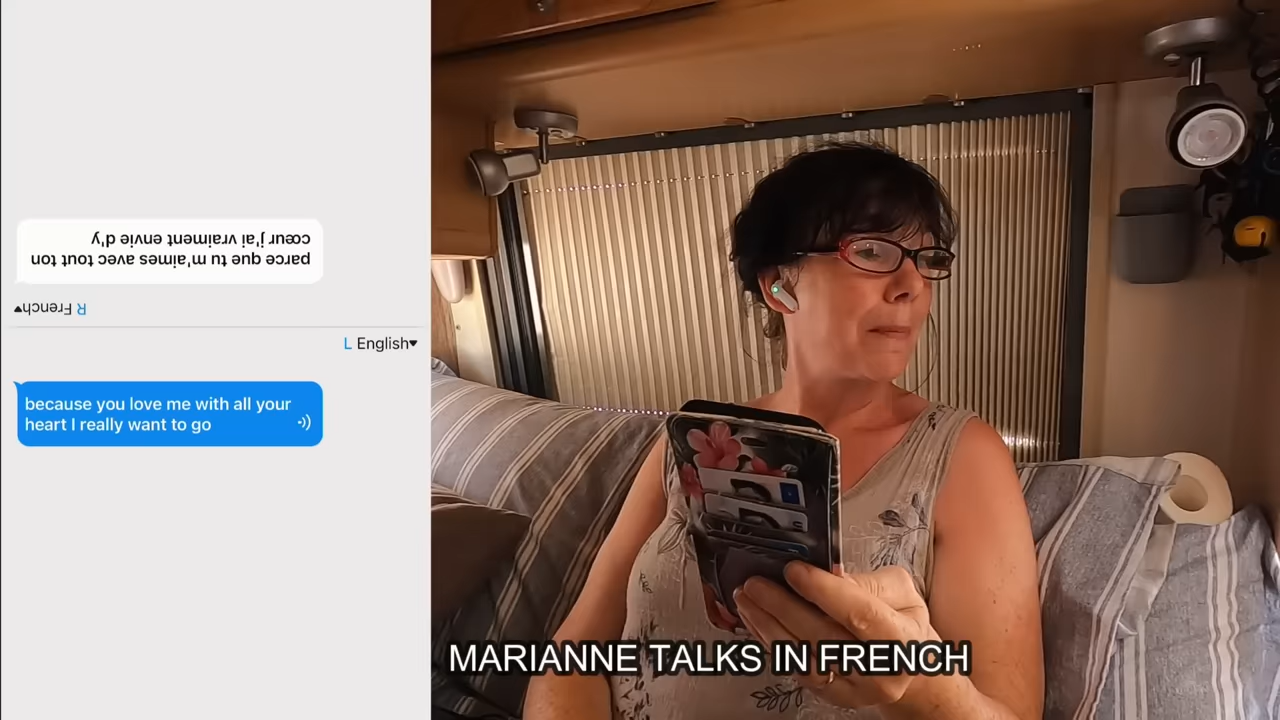 parce que tu m'aimes avec tout ton
cœur j'ai vraiment envie d'y
R French▾
L English▾
because you love me with all your
heart I really want to go
MARIANNE TALKS IN FRENCH